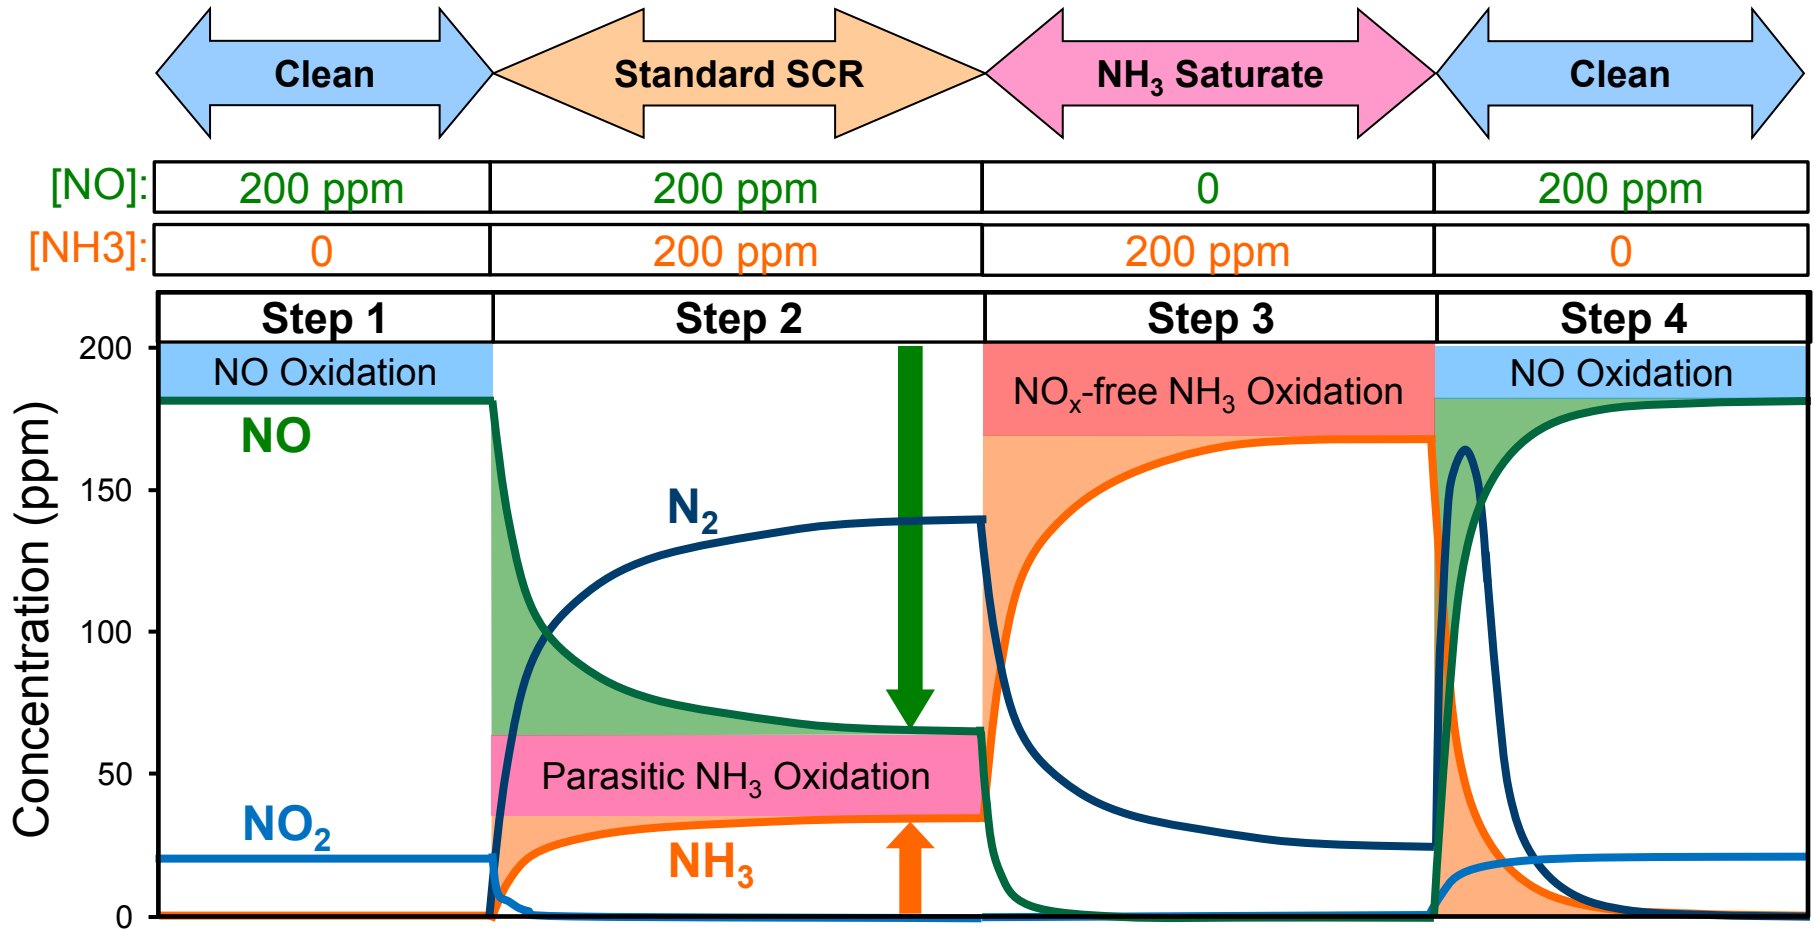 Clean Standard SCR NH₃ Saturate Clean
[NO]: 200 ppm 200 ppm 0 200 ppm
[NH3]: 0 200 ppm 200 ppm 0
Step 1 Step 2 Step 3 Step 4
Concentration (ppm)
200
150
100
50
0
NO Oxidation
NO
NO₂
N₂
Parasitic NH₃ Oxidation
NH₃
NOₓ-free NH₃ Oxidation
NO Oxidation